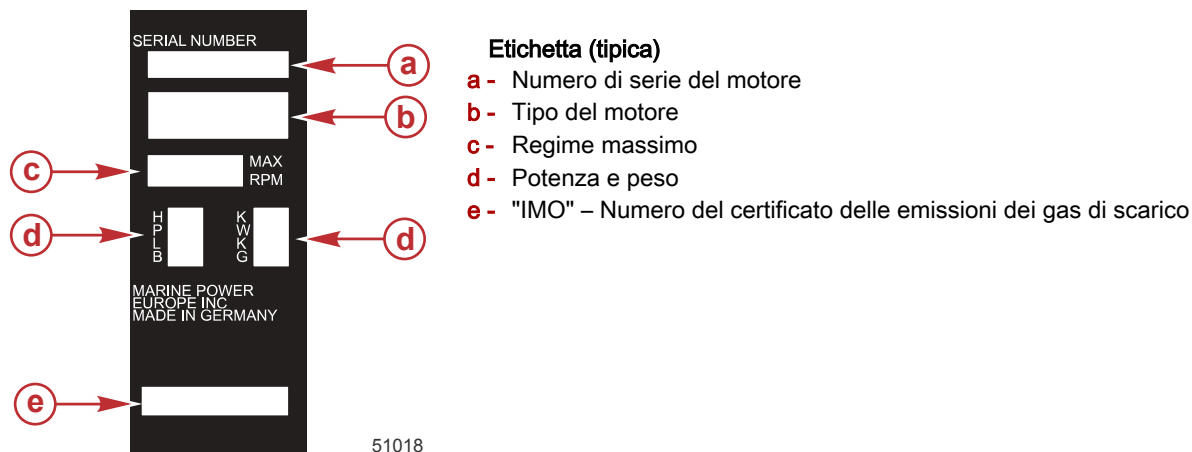 SERIAL NUMBER
a
b
c
MAX
RPM
d
H
P
L
B
K
W
K
G
d
MARINE POWER
EUROPE INC
MADE IN GERMANY
e
51018
Etichetta (tipica)
a - Numero di serie del motore
b - Tipo del motore
c - Regime massimo
d - Potenza e peso
e - "IMO" – Numero del certificato delle emissioni dei gas di scarico